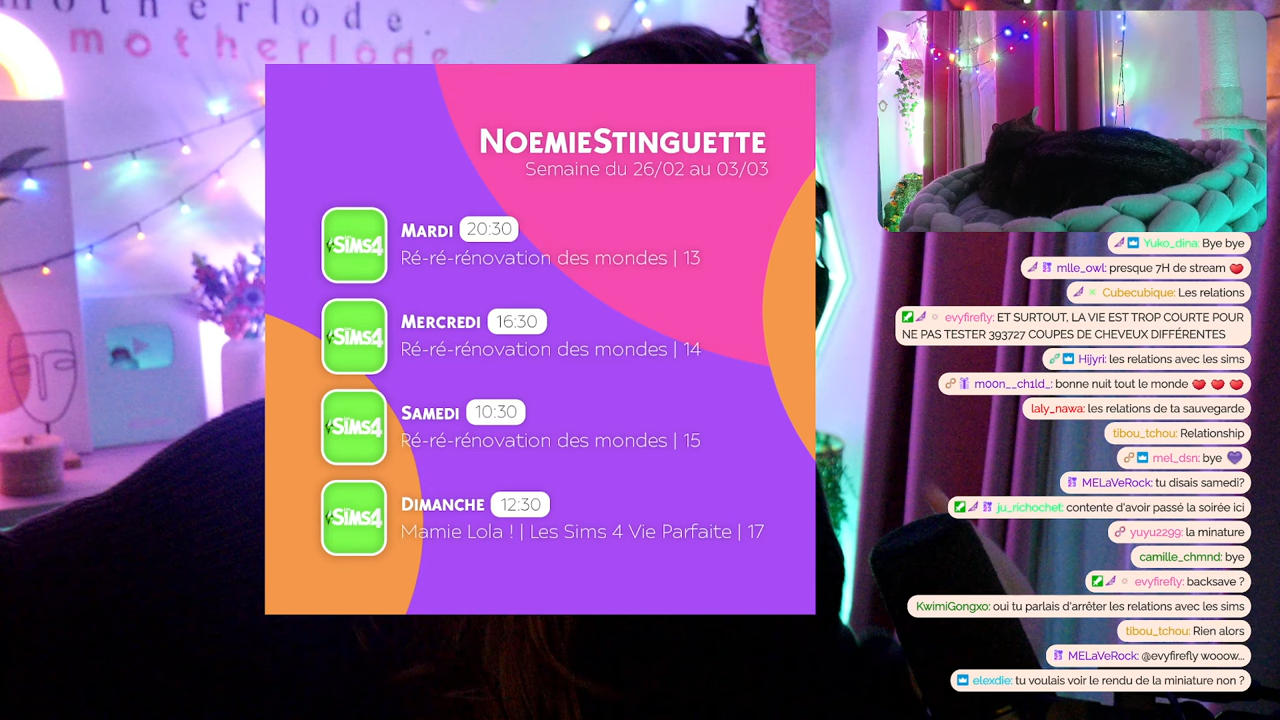 motherlode.
motherlode.
NOEMIESTINGUETTE
Semaine du 26/02 au 03/03
SIMS4
MARDI 20:30
Ré-ré-rénovation des mondes | 13
SIMS4
MERCREDI 16:30
Ré-ré-rénovation des mondes | 14
SIMS4
SAMEDI 10:30
Ré-ré-rénovation des mondes | 15
SIMS4
DIMANCHE 12:30
Mamie Lola ! | Les Sims 4 Vie Parfaite | 17
Yuko_dina: Bye bye
mlle_owl: presque 7H de stream
Cubecubique: Les relations
evyfirefly: ET SURTOUT, LA VIE EST TROP COURTE POUR
NE PAS TESTER 393727 COUPES DE CHEVEUX DIFFÉRENTES
Hijyri: les relations avec les sims
m00n__ch1ld_: bonne nuit tout le monde
laly_nawa: les relations de ta sauvegarde
tibou_tchou: Relationship
mel_dsn: bye
MELaVeRock: tu disais samedi?
ju_richochet: contente d'avoir passé la soirée ici
yuyu2299: la minature
camille_chmnd: bye
evyfirefly: backsave ?
KwimiGongxo: oui tu parlais d'arrêter les relations avec les sims
tibou_tchou: Rien alors
MELaVeRock: @evyfirefly wooow...
elexdie: tu voulais voir le rendu de la miniature non ?